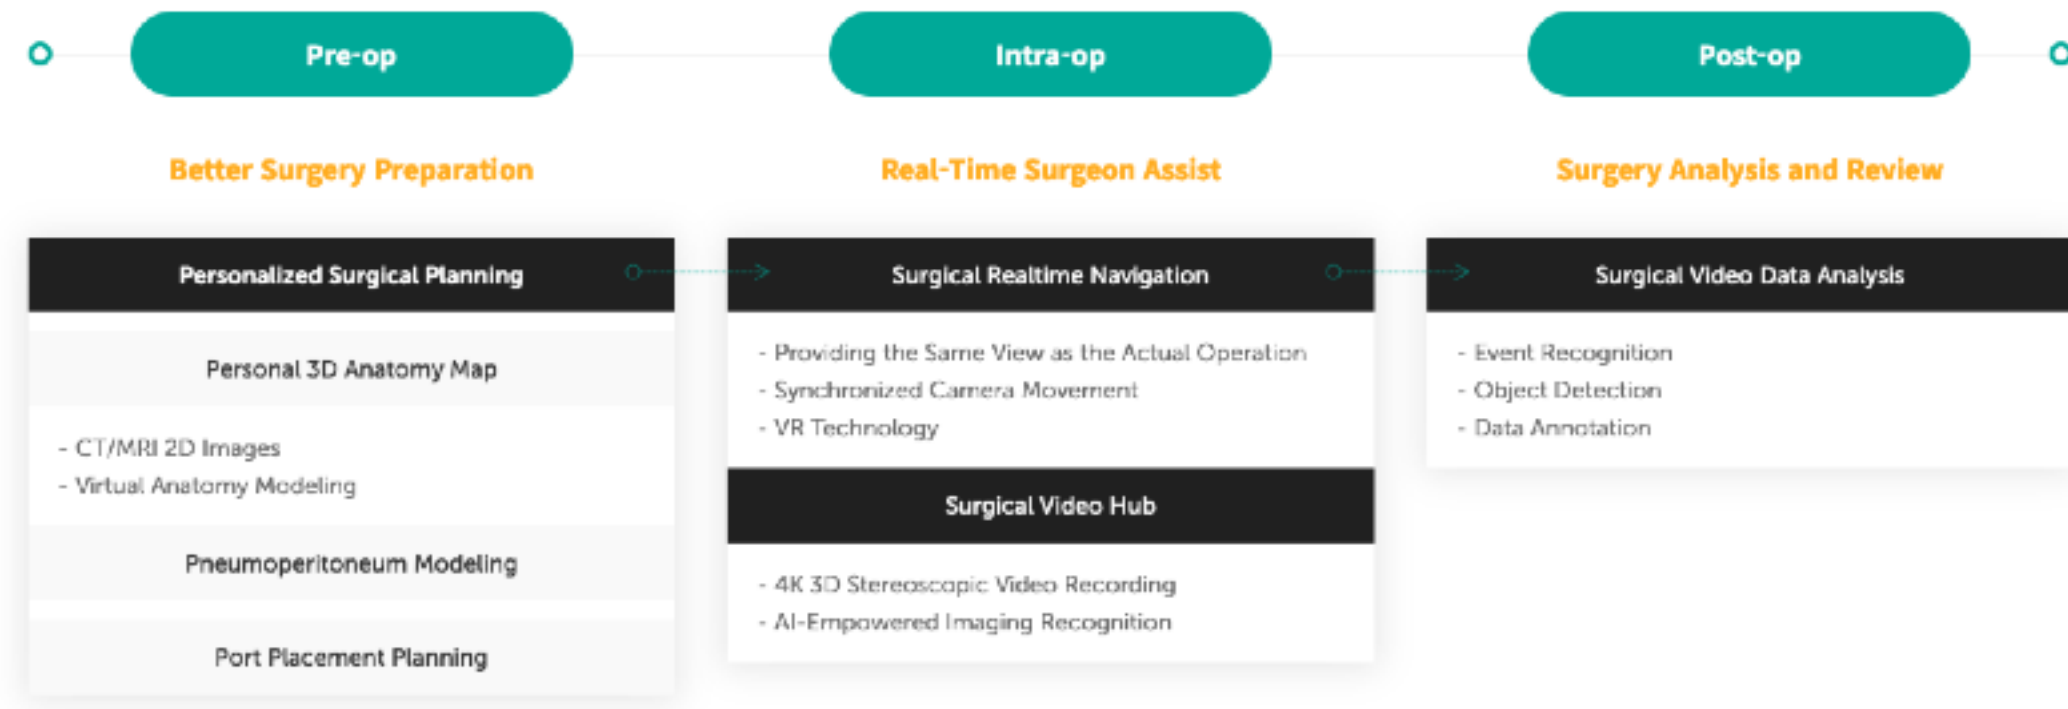 Pre-op
Intra-op
Post-op
Better Surgery Preparation
Real-Time Surgeon Assist
Surgery Analysis and Review
Personalized Surgical Planning
Personal 3D Anatomy Map
- CT/MRI 2D Images
- Virtual Anatomy Modeling
Pneumoperitoneum Modeling
Port Placement Planning
Surgical Realtime Navigation
- Providing the Same View as the Actual Operation
- Synchronized Camera Movement
- VR Technology
Surgical Video Hub
- 4K 3D Stereoscopic Video Recording
- AI-Empowered Imaging Recognition
Surgical Video Data Analysis
- Event Recognition
- Object Detection
- Data Annotation